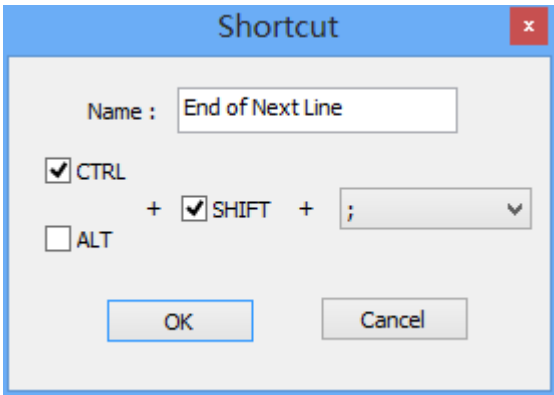 Shortcut
x
Name : End of Next Line
CTRL
+ SHIFT + ;
ALT
OK Cancel